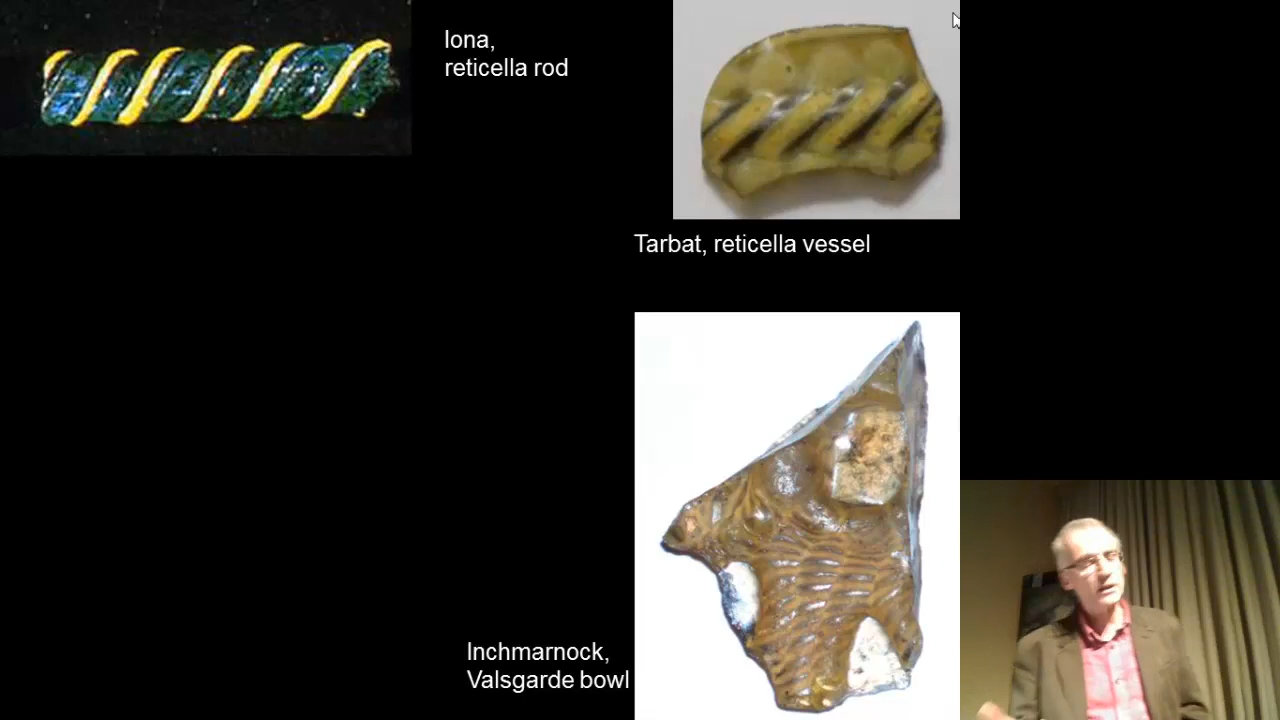 Iona,
reticella rod
Tarbat, reticella vessel
Inchmarnock,
Valsgarde bowl